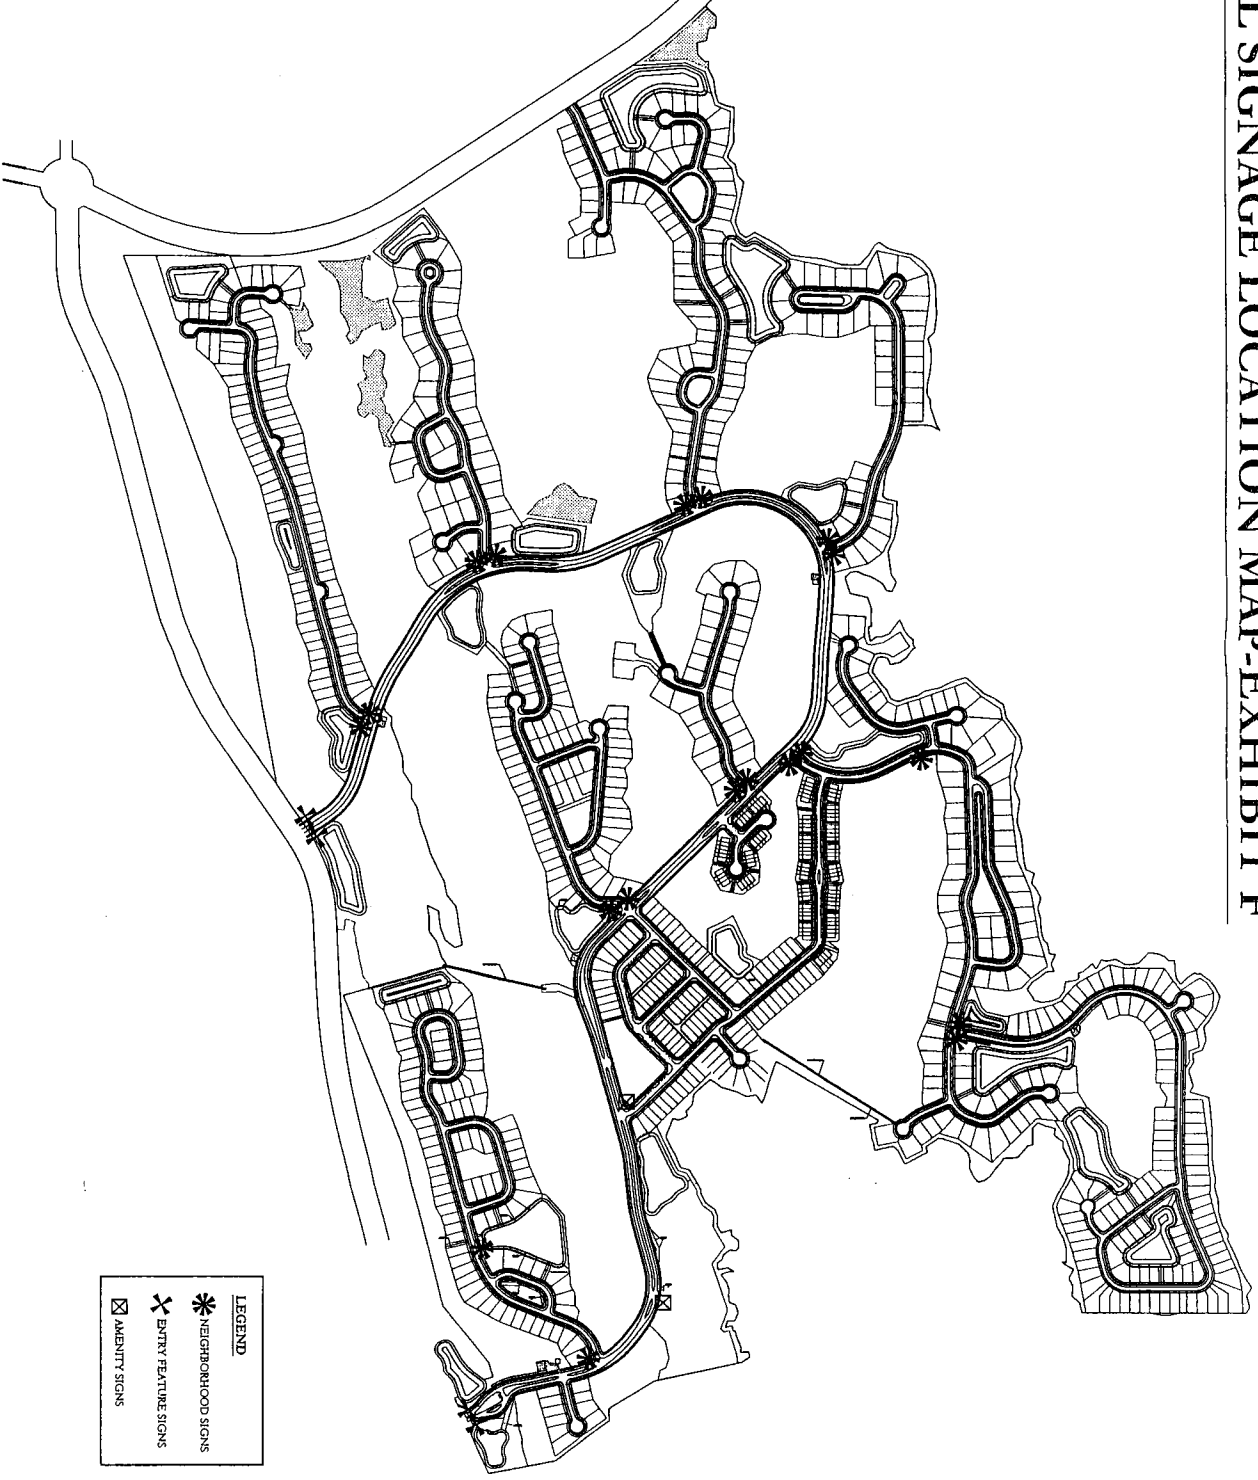 L SIGNAGE LOCATION MAP-EXHIBIT F
LEGEND
NEIGHBORHOOD SIGNS
ENTRY FEATURE SIGNS
AMENITY SIGNS